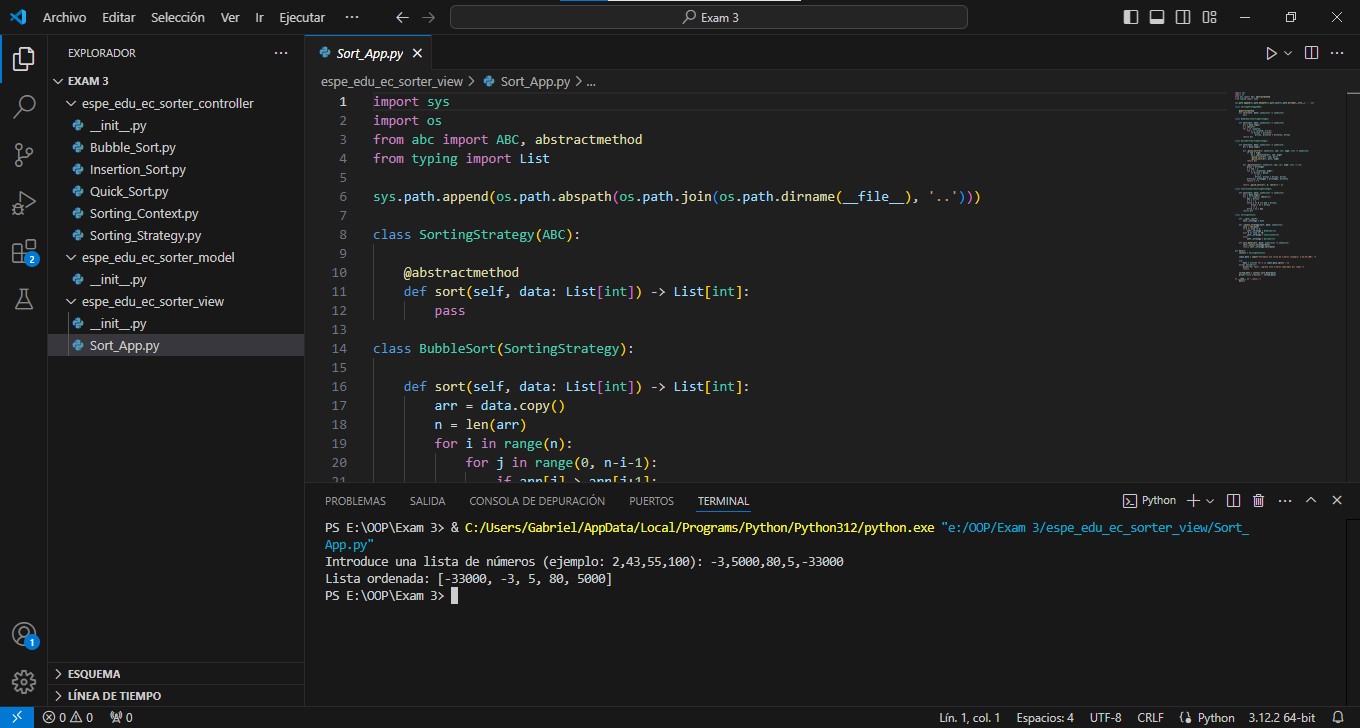 Archivo Editar Selección Ver Ir Ejecutar ··· Exam 3
EXPLORADOR ···
EXAM 3
espe_edu_ec_sorter_controller
__init__.py
Bubble_Sort.py
Insertion_Sort.py
Quick_Sort.py
Sorting_Context.py
Sorting_Strategy.py
espe_edu_ec_sorter_model
__init__.py
espe_edu_ec_sorter_view
__init__.py
Sort_App.py
ESQUEMA
LÍNEA DE TIEMPO
2
1
Sort_App.py
espe_edu_ec_sorter_view > Sort_App.py > ...
1 import sys
2 import os
3 from abc import ABC, abstractmethod
4 from typing import List
5
6 sys.path.append(os.path.abspath(os.path.join(os.path.dirname(__file__), '..')))
7
8 class SortingStrategy(ABC):
9
10 @abstractmethod
11 def sort(self, data: List[int]) -> List[int]:
12 pass
13
14 class BubbleSort(SortingStrategy):
15
16 def sort(self, data: List[int]) -> List[int]:
17 arr = data.copy()
18 n = len(arr)
19 for i in range(n):
20 for j in range(0, n-i-1):
21 if arr[j] > arr[j+1]:
PROBLEMAS SALIDA CONSOLA DE DEPURACIÓN PUERTOS TERMINAL Python
PS E:\OOP\Exam 3> & C:/Users/Gabriel/AppData/Local/Programs/Python/Python312/python.exe "e:/OOP/Exam 3/espe_edu_ec_sorter_view/Sort_
App.py"
Introduce una lista de números (ejemplo: 2,43,55,100): -3,5000,80,5,-33000
Lista ordenada: [-33000, -3, 5, 80, 5000]
PS E:\OOP\Exam 3>
0 0 0 Lín. 1, col. 1 Espacios: 4 UTF-8 CRLF Python 3.12.2 64-bit